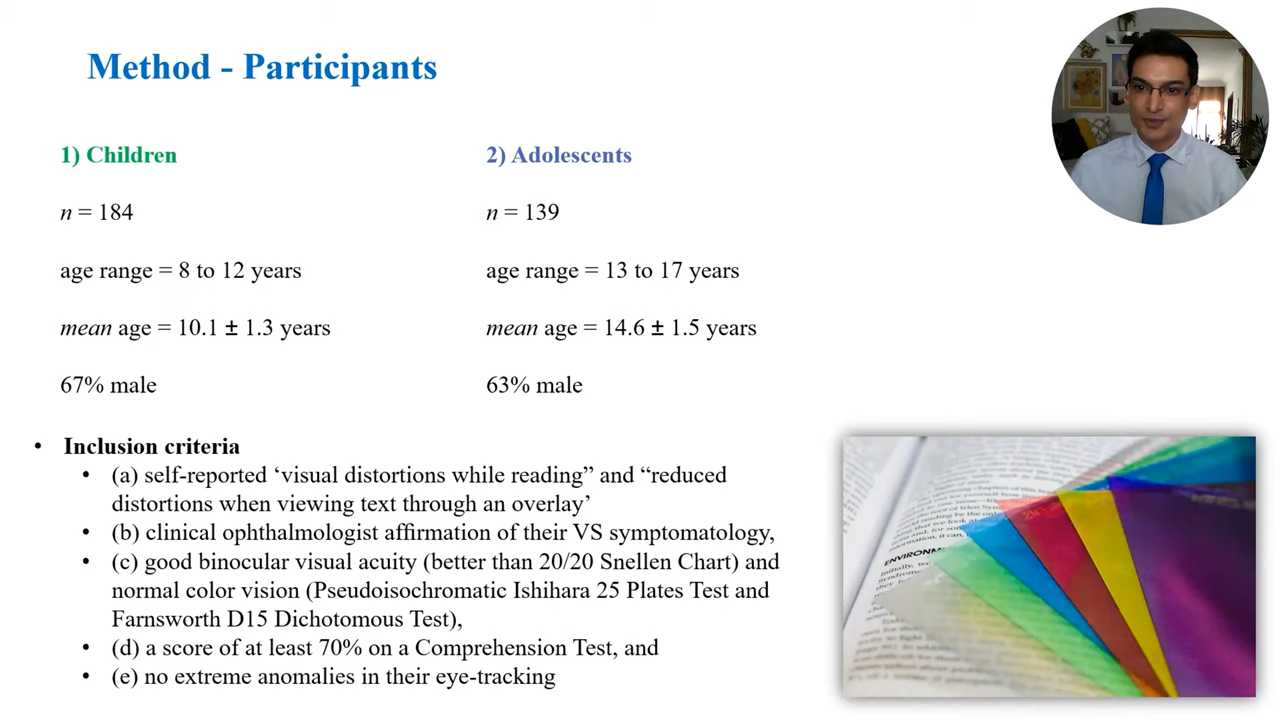 Method - Participants
1) Children
n = 184
age range = 8 to 12 years
mean age = 10.1 ± 1.3 years
67% male
2) Adolescents
n = 139
age range = 13 to 17 years
mean age = 14.6 ± 1.5 years
63% male
• Inclusion criteria
• (a) self-reported ‘visual distortions while reading” and “reduced
distortions when viewing text through an overlay’
• (b) clinical ophthalmologist affirmation of their VS symptomatology,
• (c) good binocular visual acuity (better than 20/20 Snellen Chart) and
normal color vision (Pseudoisochromatic Ishihara 25 Plates Test and
Farnsworth D15 Dichotomous Test),
• (d) a score of at least 70% on a Comprehension Test, and
• (e) no extreme anomalies in their eye-tracking